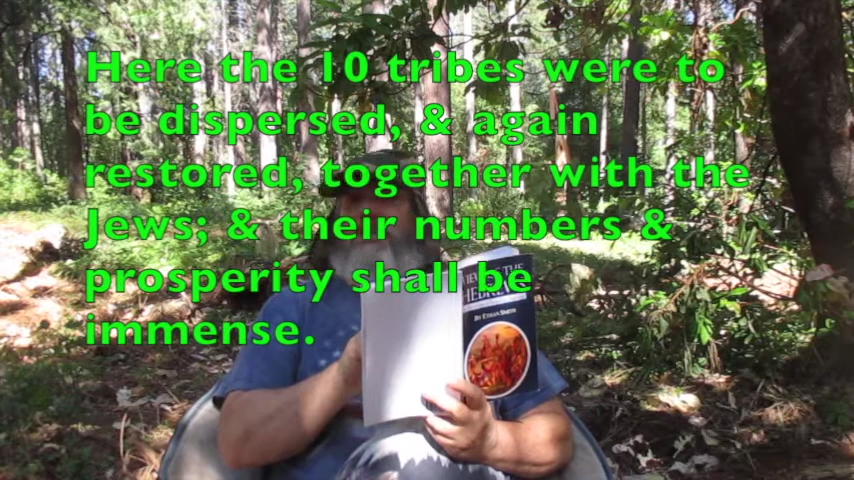 Here the 10 tribes were to
be dispersed, & again
restored, together with the
Jews; & their numbers &
prosperity shall be
immense.
THE
BY ETHAN SMITH